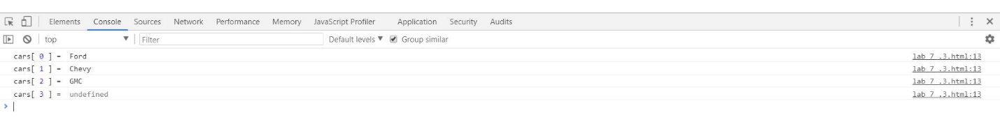 Elements Console Sources Network Performance Memory JavaScript Profiler Application Security Audits
top Filter Default levels Group similar
cars[ 0 ] = Ford lab 7 .3.html:13
cars[ 1 ] = Chevy lab 7 .3.html:13
cars[ 2 ] = GMC lab 7 .3.html:13
cars[ 3 ] = undefined lab 7 .3.html:13